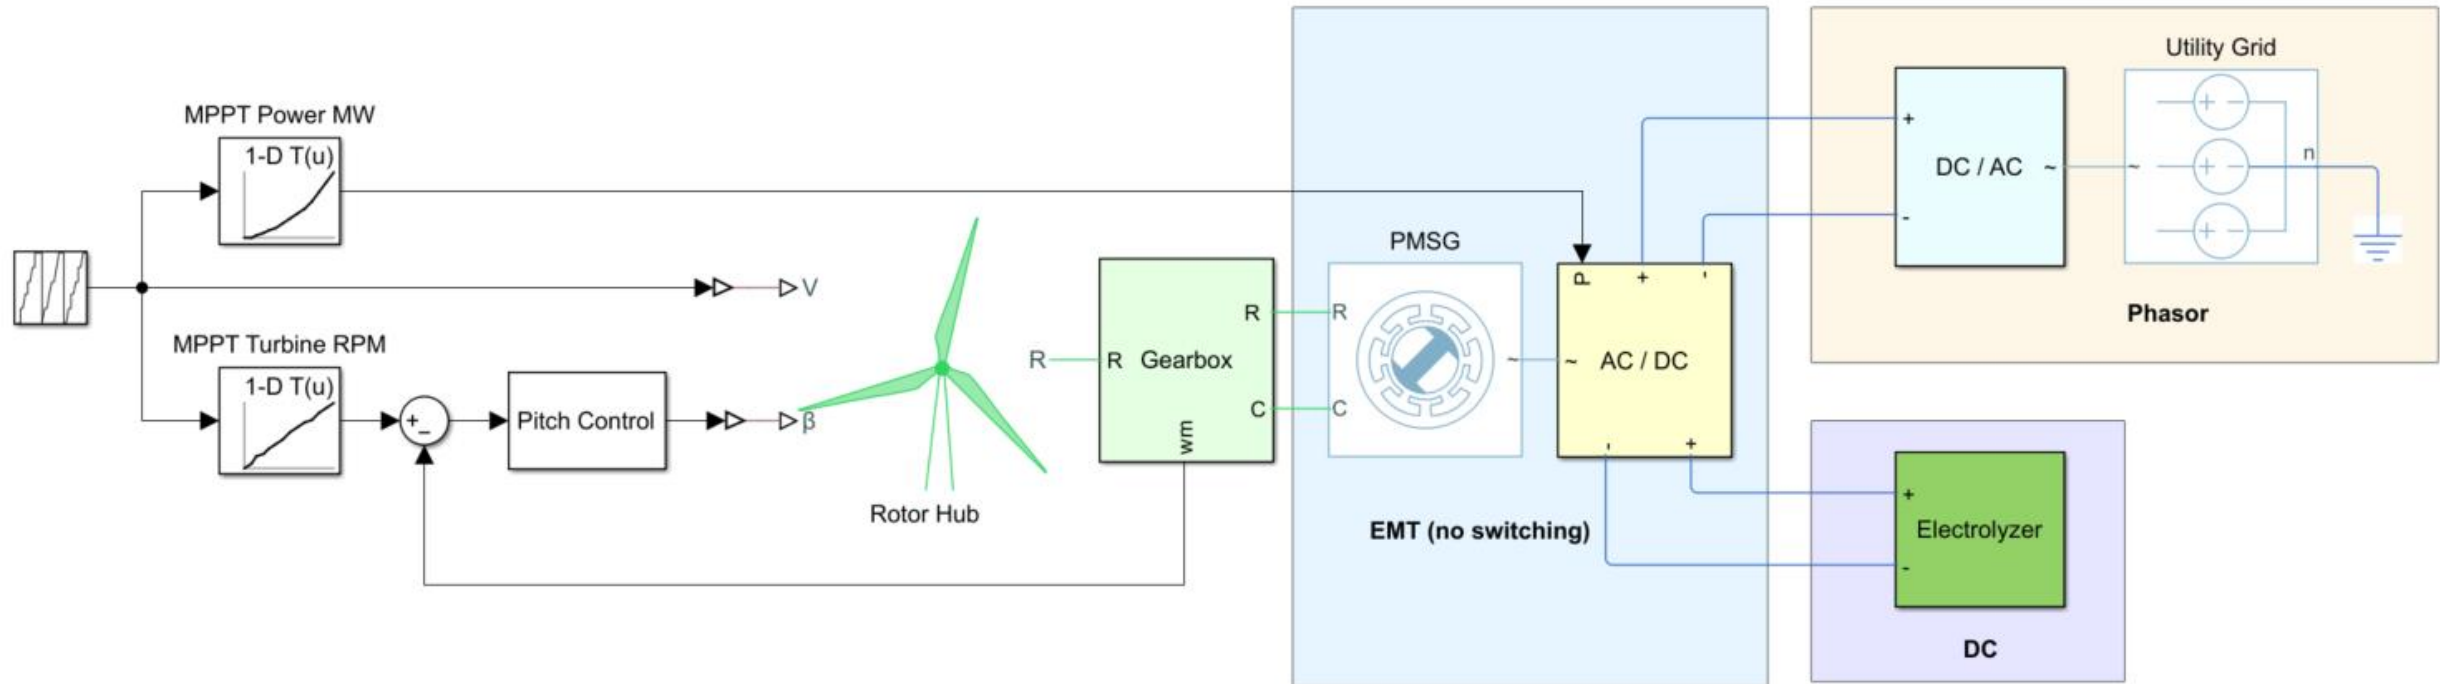 MPPT Power MW
1-D T(u)
V
MPPT Turbine RPM
1-D T(u)
+
-
Pitch Control
β
Rotor Hub
R
R
Gearbox
R
C
wm
PMSG
R
C
~
P
+
-
~
AC / DC
-
+
EMT (no switching)
Utility Grid
+
-
DC / AC
~
~
+ -
+ -
+ -
n
Phasor
+
Electrolyzer
-
DC